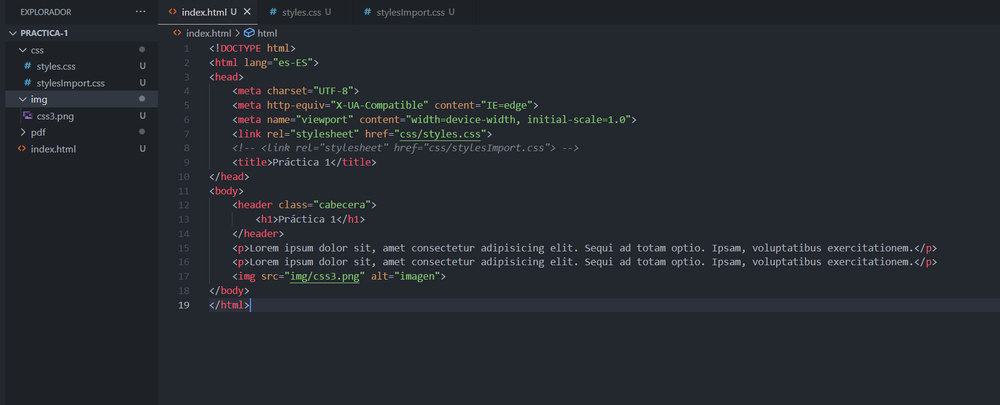 EXPLORADOR ···
PRACTICA-1
css
# styles.css U
# stylesImport.css U
img
css3.png U
pdf
<> index.html U
<> index.html U ×
# styles.css U
# stylesImport.css U
<> index.html > html
1 <!DOCTYPE html>
2 <html lang="es-ES">
3 <head>
4     <meta charset="UTF-8">
5     <meta http-equiv="X-UA-Compatible" content="IE=edge">
6     <meta name="viewport" content="width=device-width, initial-scale=1.0">
7     <link rel="stylesheet" href="css/styles.css">
8     <!-- <link rel="stylesheet" href="css/stylesImport.css"> -->
9     <title>Práctica 1</title>
10 </head>
11 <body>
12     <header class="cabecera">
13         <h1>Práctica 1</h1>
14     </header>
15     <p>Lorem ipsum dolor sit, amet consectetur adipisicing elit. Sequi ad totam optio. Ipsam, voluptatibus exercitationem.</p>
16     <p>Lorem ipsum dolor sit, amet consectetur adipisicing elit. Sequi ad totam optio. Ipsam, voluptatibus exercitationem.</p>
17     <img src="img/css3.png" alt="imagen">
18 </body>
19 </html>